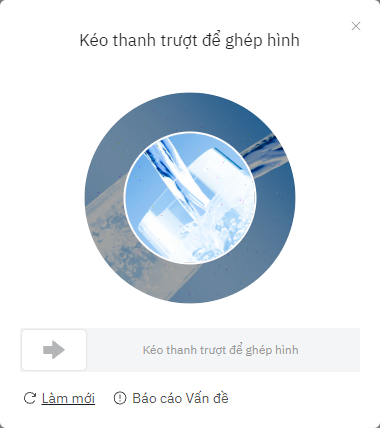 Kéo thanh trượt để ghép hình
Kéo thanh trượt để ghép hình
Làm mới
Báo cáo Vấn đề